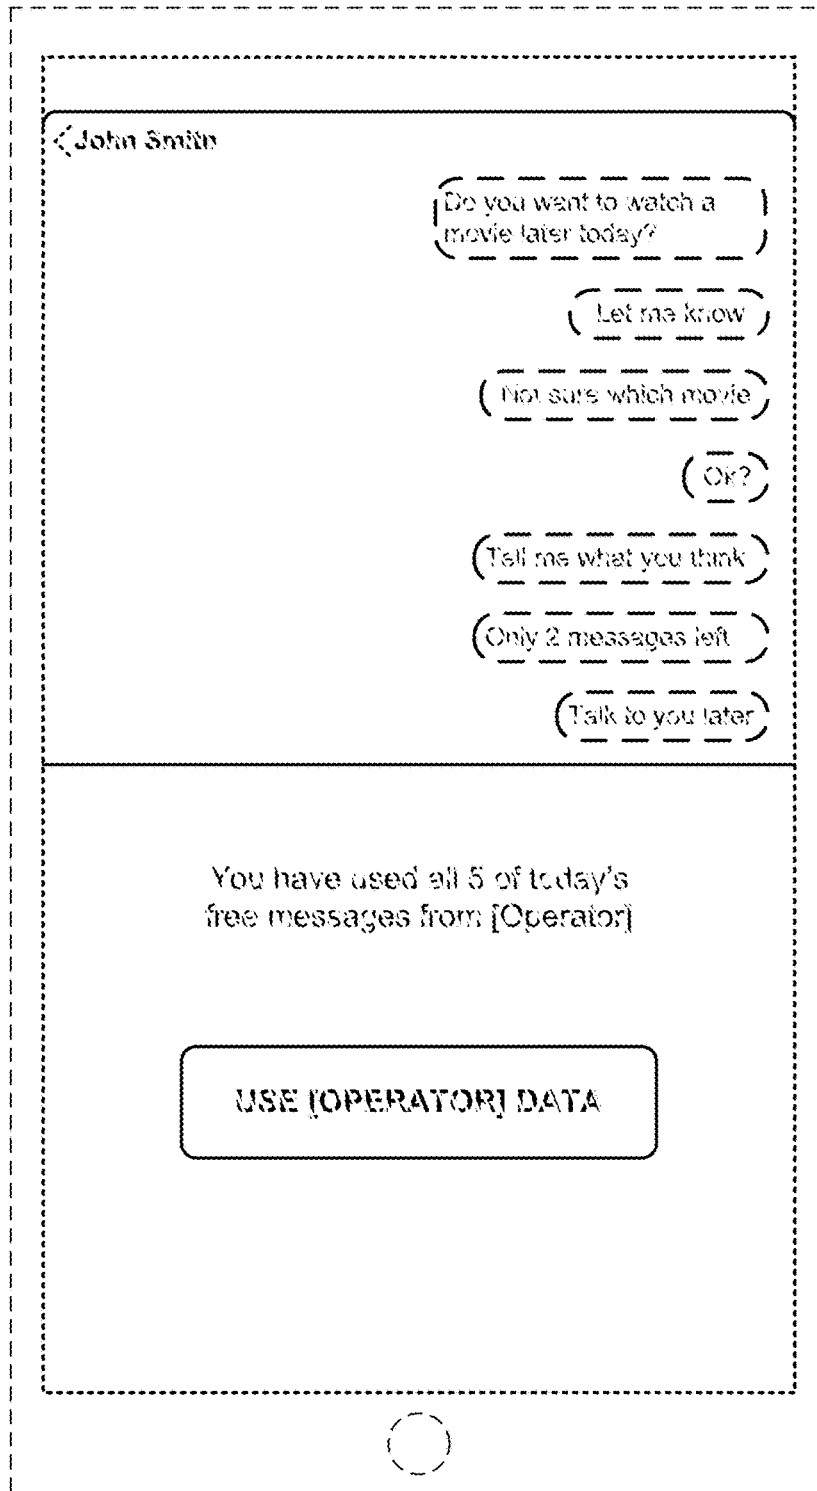 John Smith
Do you want to watch a
movie later today?
Let me know
Not sure which movie
Ok?
Tell me what you think
Only 2 messages left
Talk to you later
You have used all 5 of today's
free messages from [Operator]
USE [OPERATOR] DATA